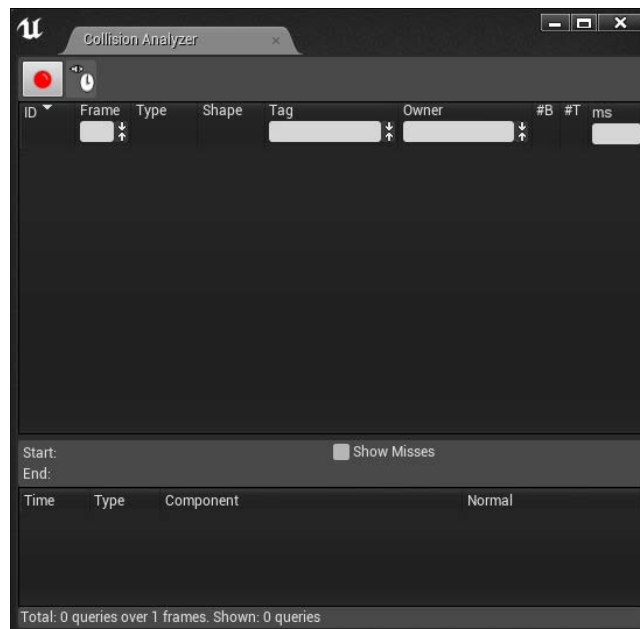 Collision Analyzer
ID Frame Type Shape Tag Owner #B #T ms
Start: Show Misses
End:
Time Type Component Normal
Total: 0 queries over 1 frames. Shown: 0 queries